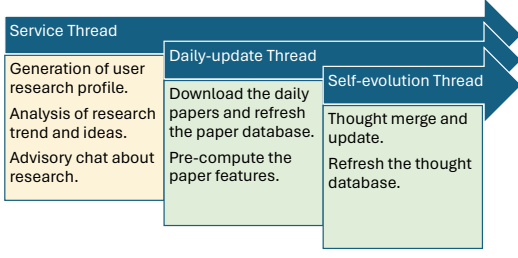 Service Thread
Generation of user
research profile.
Analysis of research
trend and ideas.
Advisory chat about
research.
Daily-update Thread
Download the daily
papers and refresh
the paper database.
Pre-compute the
paper features.
Self-evolution Thread
Thought merge and
update.
Refresh the thought
database.